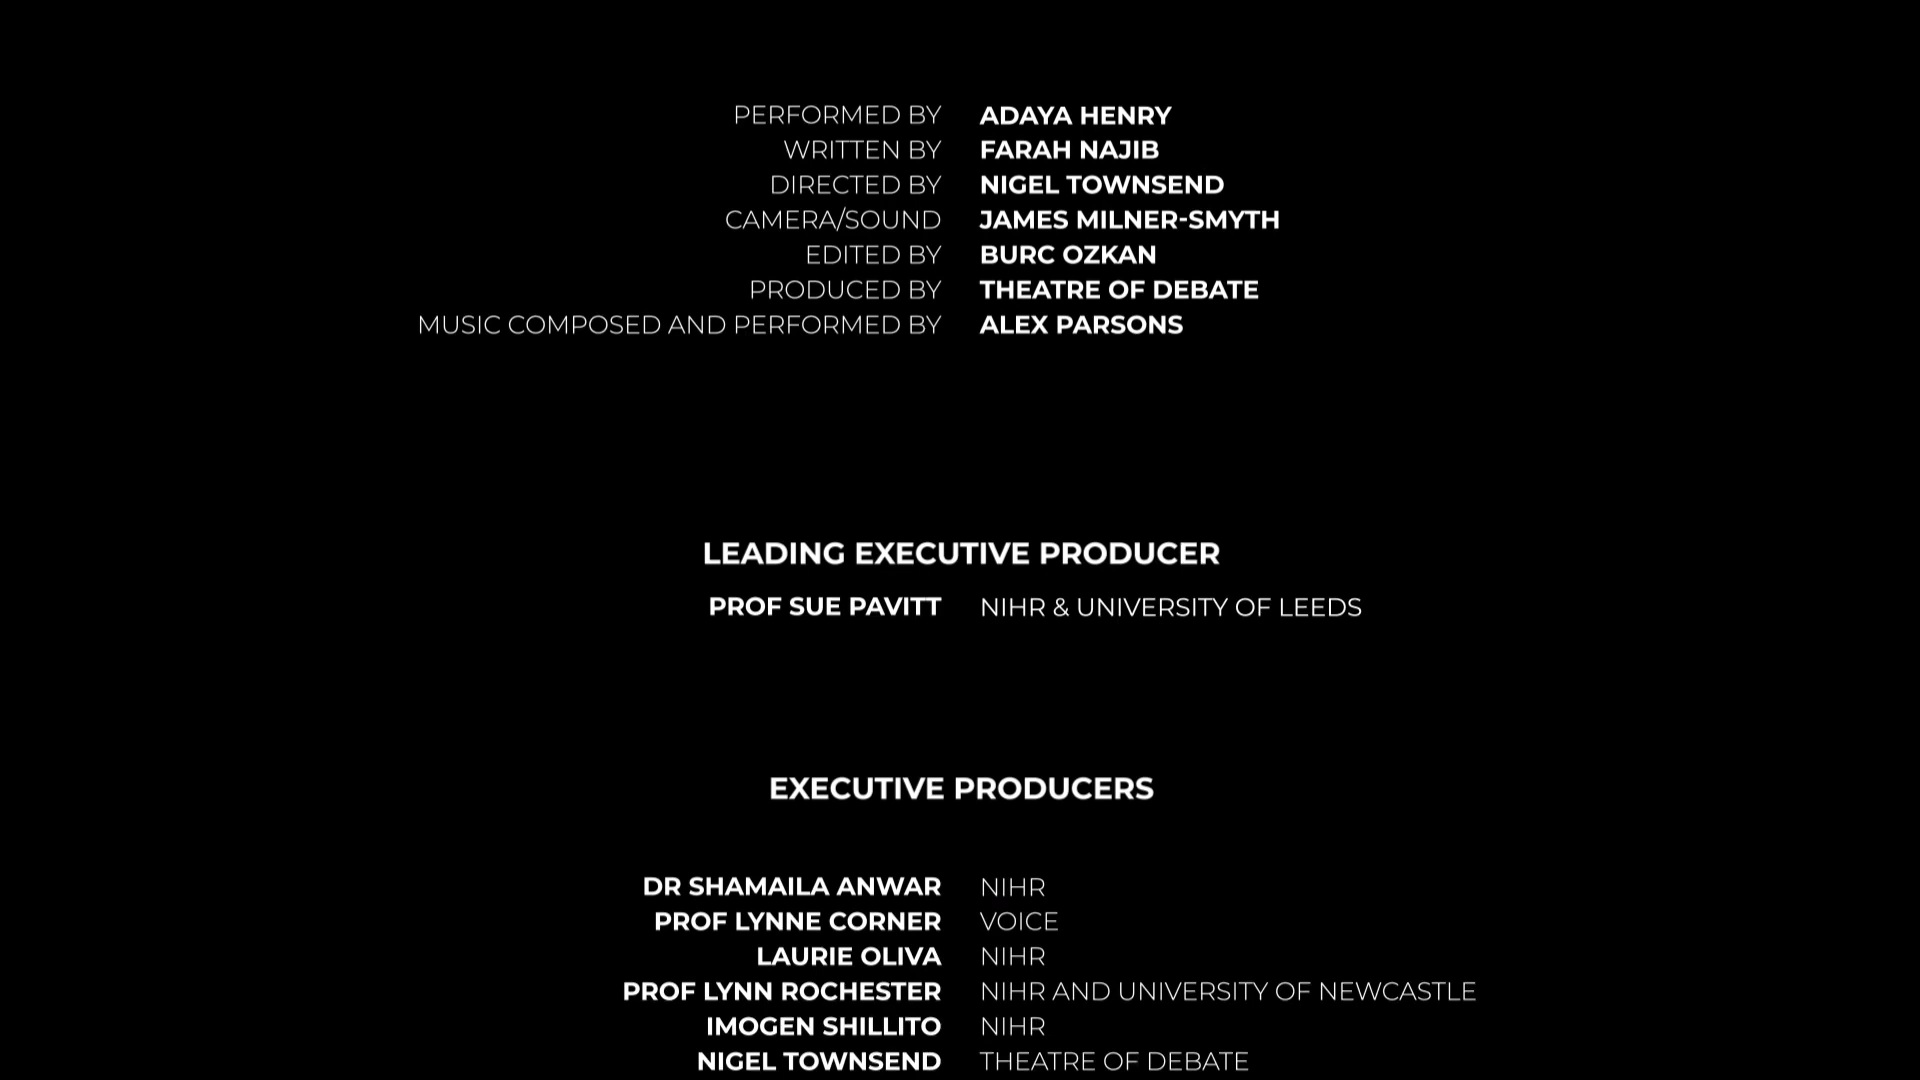 PERFORMED BY ADAYA HENRY
WRITTEN BY FARAH NAJIB
DIRECTED BY NIGEL TOWNSEND
CAMERA/SOUND JAMES MILNER-SMYTH
EDITED BY BURC OZKAN
PRODUCED BY THEATRE OF DEBATE
MUSIC COMPOSED AND PERFORMED BY ALEX PARSONS
LEADING EXECUTIVE PRODUCER
PROF SUE PAVITT NIHR & UNIVERSITY OF LEEDS
EXECUTIVE PRODUCERS
DR SHAMAILA ANWAR NIHR
PROF LYNNE CORNER VOICE
LAURIE OLIVA NIHR
PROF LYNN ROCHESTER NIHR AND UNIVERSITY OF NEWCASTLE
IMOGEN SHILLITO NIHR
NIGEL TOWNSEND THEATRE OF DEBATE